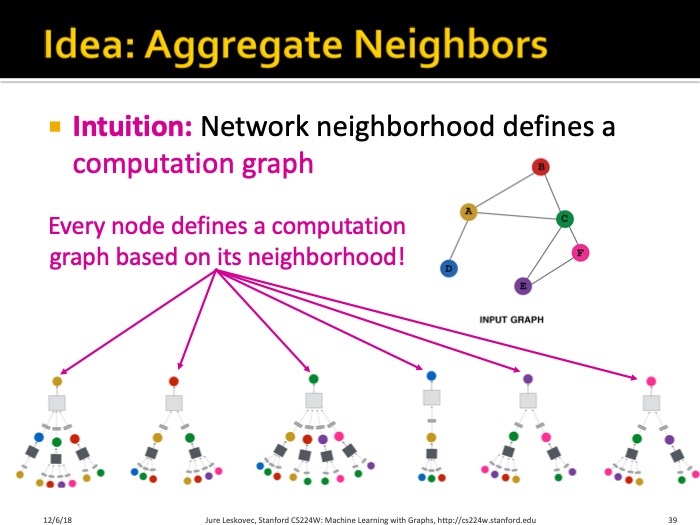 Idea: Aggregate Neighbors
Intuition: Network neighborhood defines a
computation graph
Every node defines a computation
graph based on its neighborhood!
B
A
C
F
D
E
INPUT GRAPH
12/6/18
Jure Leskovec, Stanford CS224W: Machine Learning with Graphs, http://cs224w.stanford.edu
39